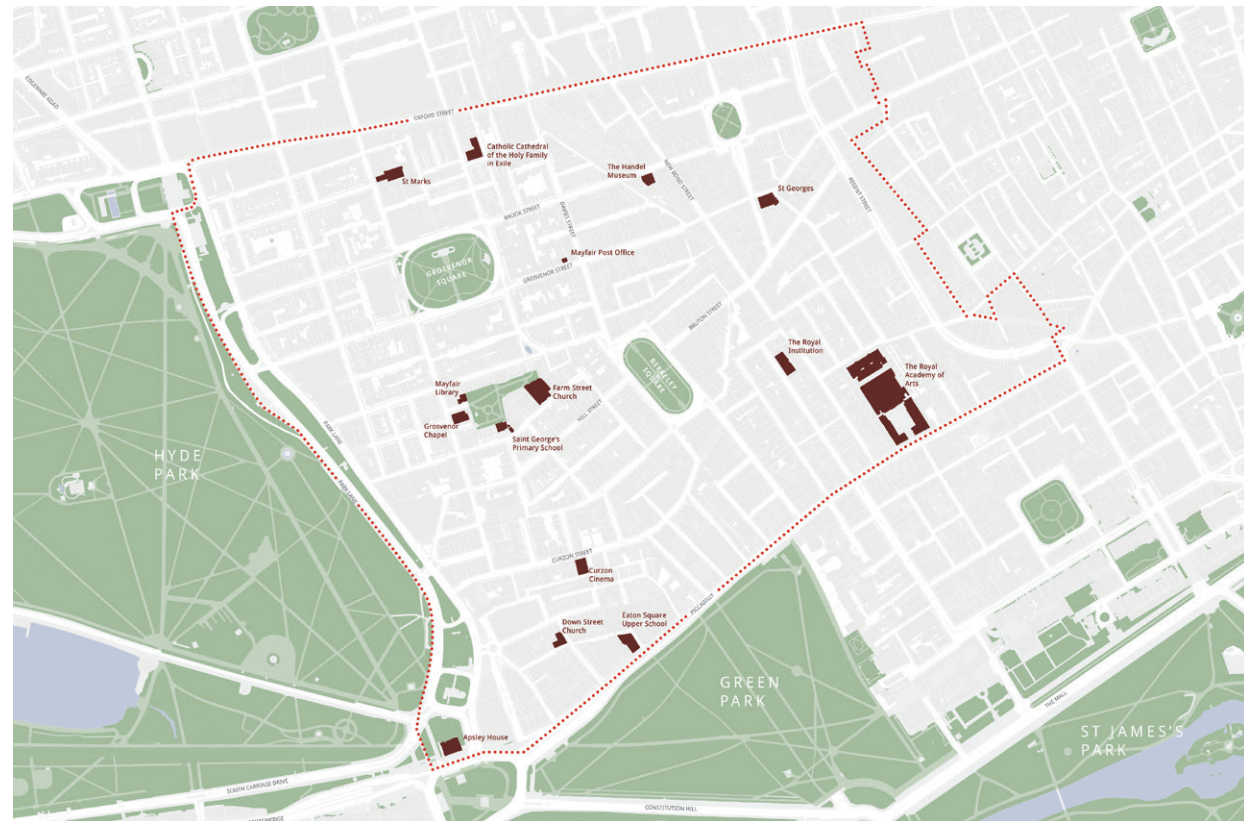 EDGEWARE ROAD
OXFORD STREET
Catholic Cathedral
of the Holy Family
in Exile
St Marks
The Handel
Museum
NEW BOND STREET
St Georges
REGENT STREET
BROOK STREET
DAVIES STREET
Mayfair Post Office
GROSVENOR
SQUARE
GROSVENOR STREET
BRUTON STREET
The Royal
Institution
BERKELEY
SQUARE
The Royal
Academy of
Arts
Mayfair
Library
Farm Street
Church
Grosvenor
Chapel
HILL STREET
Saint George's
Primary School
PARK LANE
HYDE
PARK
PARK LANE
CURZON STREET
Curzon
Cinema
PICCADILLY
Down Street
Church
Eaton Square
Upper School
GREEN
PARK
THE MALL
ST JAMES'S
PARK
Apsley House
SOUTH CARRIAGE DRIVE
CONSTITUTION HILL